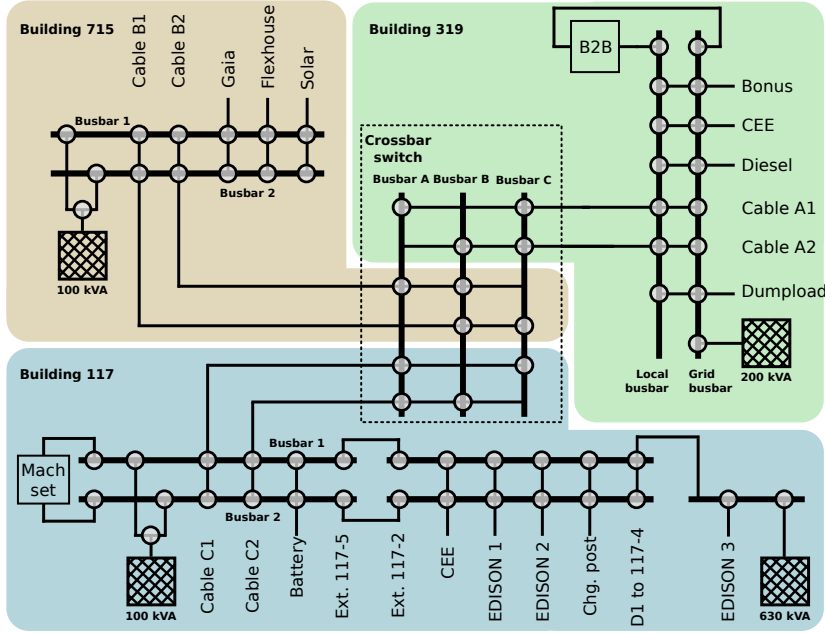 Building 715
Cable B1
Cable B2
Gaia
Flexhouse
Solar
Busbar 1
Busbar 2
100 kVA
Building 319
B2B
Bonus
CEE
Diesel
Cable A1
Cable A2
Dumpload
Local
busbar
Grid
busbar
200 kVA
Crossbar
switch
Busbar A
Busbar B
Busbar C
Building 117
Mach
set
Busbar 1
Busbar 2
100 kVA
Cable C1
Cable C2
Battery
Ext. 117-5
Ext. 117-2
CEE
EDISON 1
EDISON 2
Chg. post
D1 to 117-4
EDISON 3
630 kVA